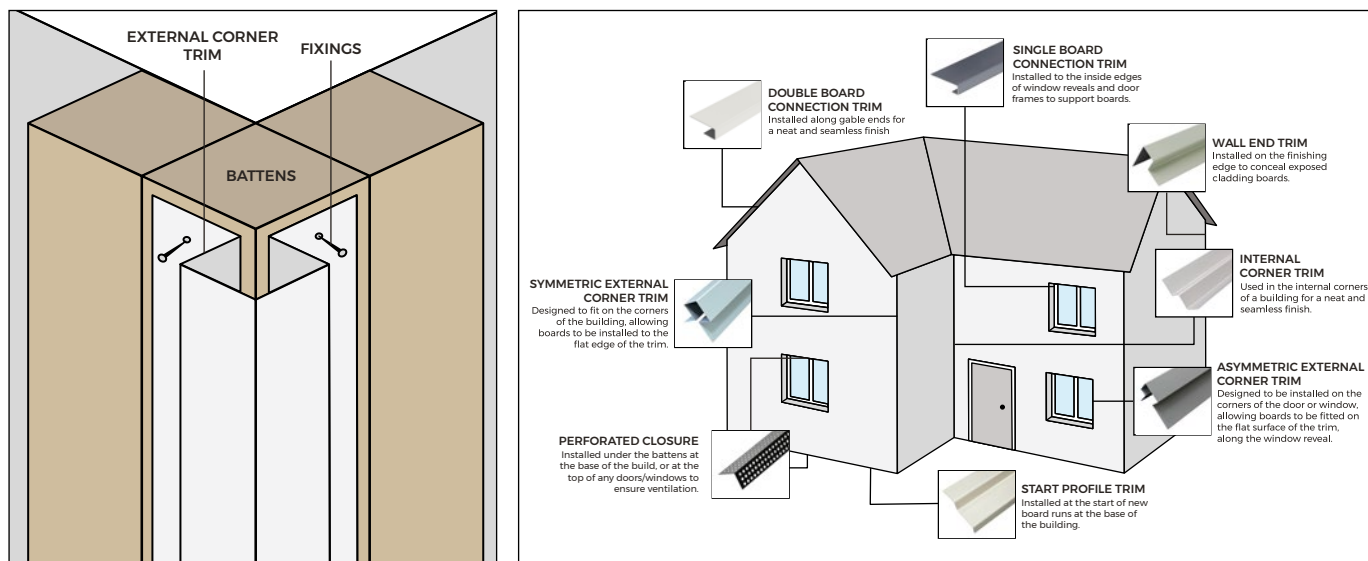 EXTERNAL CORNER
TRIM
FIXINGS
BATTENS
SINGLE BOARD
CONNECTION TRIM
Installed to the inside edges
of window reveals and door
frames to support boards.
DOUBLE BOARD
CONNECTION TRIM
Installed along gable ends for
a neat and seamless finish
WALL END TRIM
Installed on the finishing
edge to conceal exposed
cladding boards.
SYMMETRIC EXTERNAL
CORNER TRIM
Designed to fit on the corners
of the building, allowing
boards to be installed to the
flat edge of the trim.
INTERNAL
CORNER TRIM
Used in the internal corners
of a building for a neat and
seamless finish.
ASYMMETRIC EXTERNAL
CORNER TRIM
Designed to be installed on the
corners of the door or window,
allowing boards to be fitted on
the flat surface of the trim,
along the window reveal.
PERFORATED CLOSURE
Installed under the battens at
the base of the build, or at the
top of any doors/windows to
ensure ventilation.
START PROFILE TRIM
Installed at the start of new
board runs at the base of
the building.